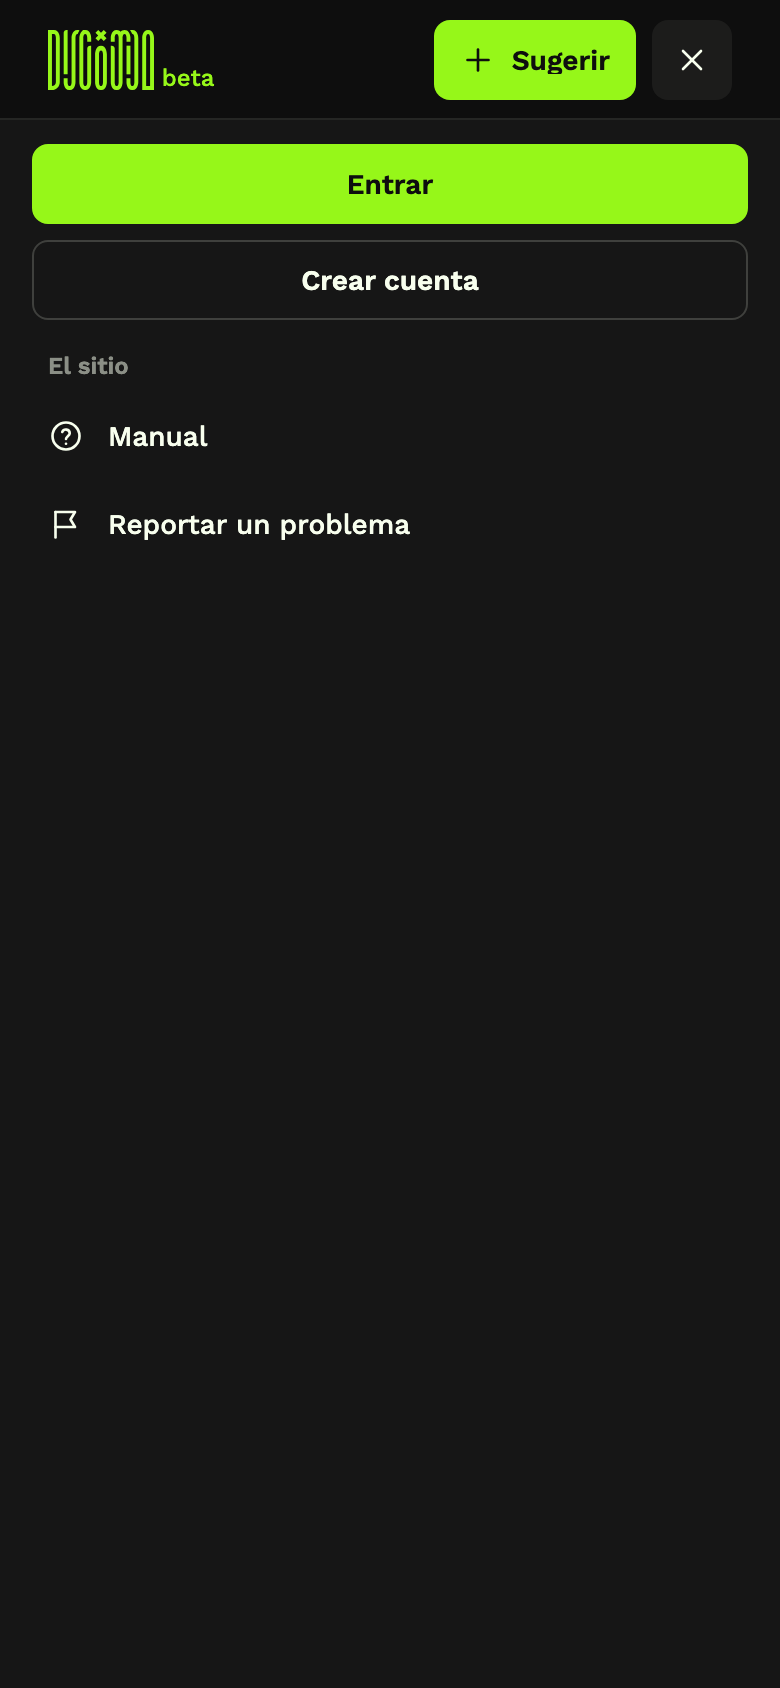 beta
Sugerir
Entrar
Crear cuenta
El sitio
Manual
Reportar un problema